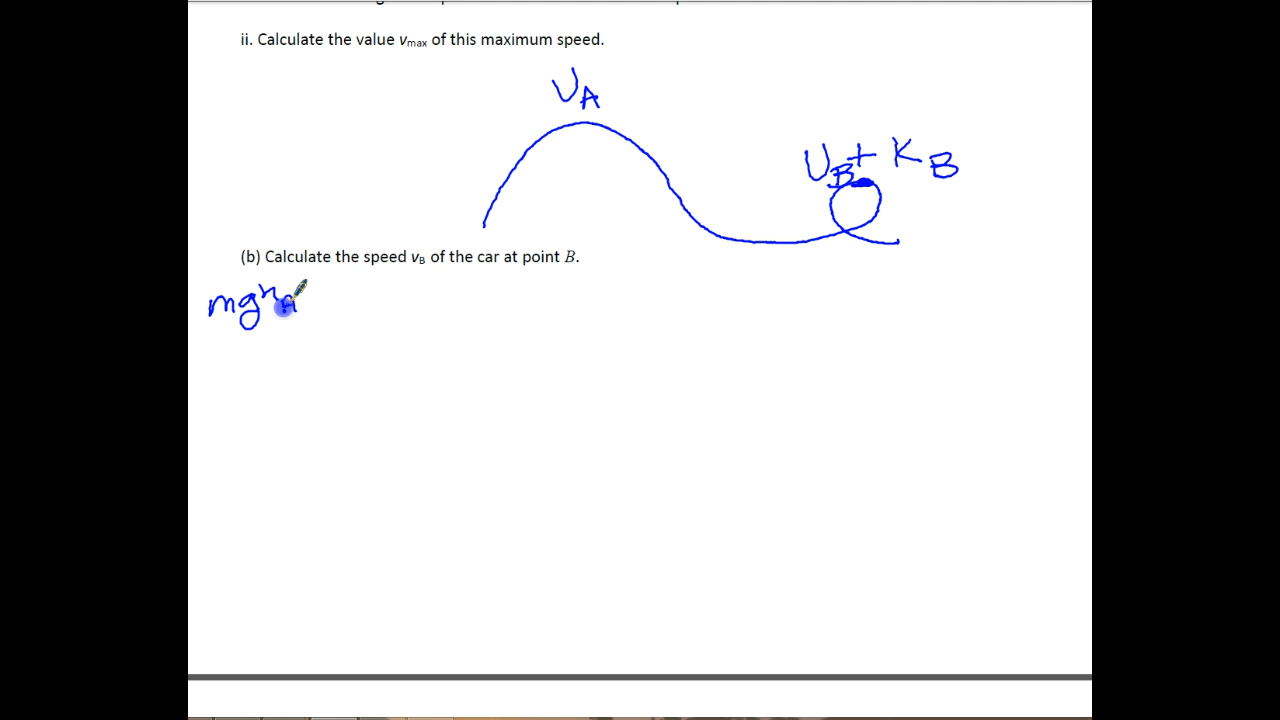 ii. Calculate the value vmax of this maximum speed.
UA
UB + KB
(b) Calculate the speed vB of the car at point B.
mghA